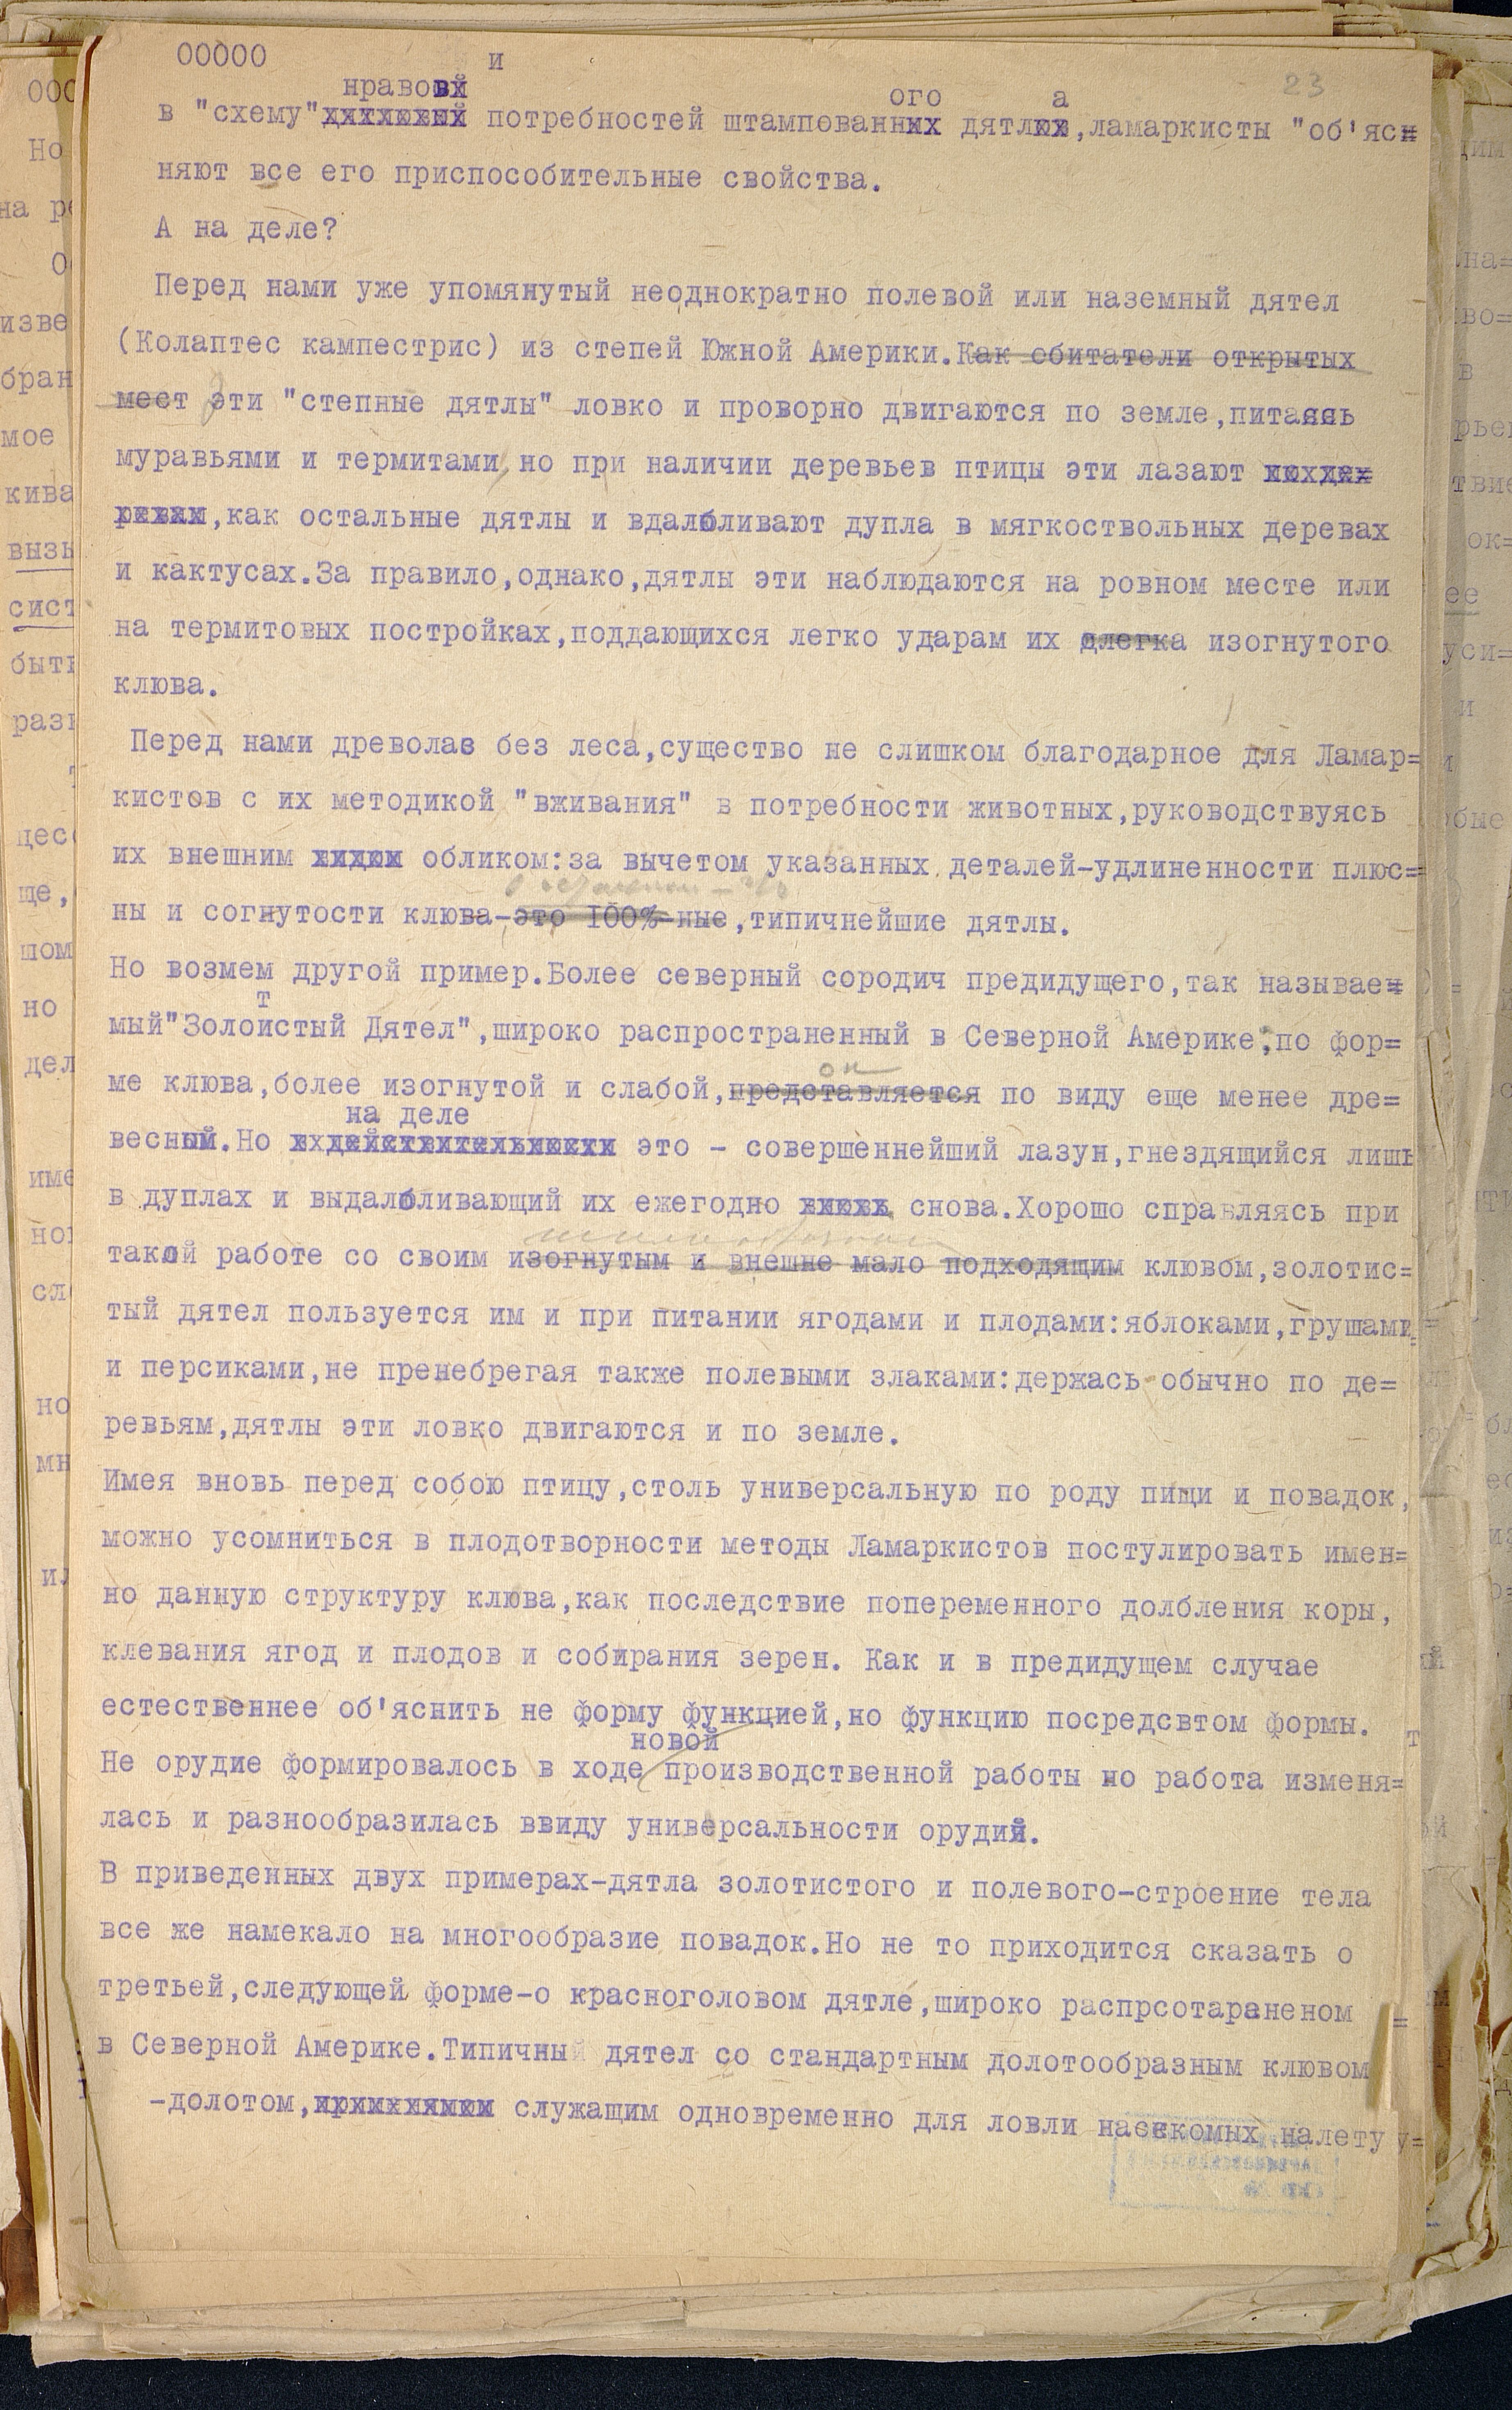 00000
23
и
нравов
ого а
в "схему" потребностей штампованных дятлов,ламаркисты "об'яс=
няют все его приспособительные свойства.
А на деле?
Перед нами уже упомянутый неоднократно полевой или наземный дятел
(Колаптес кампестрис) из степей Южной Америки.Как обитатели открытых
мест эти "степные дятлы" ловко и проворно двигаются по земле,питаясь
муравьями и термитами но при наличии деревьев птицы эти лазают
,как остальные дятлы и вдалбливают дупла в мягкоствольных деревах
и кактусах.За правило,однако,дятлы эти наблюдаются на ровном месте или
на термитовых постройках,поддающихся легко ударам их слегка изогнутого
клюва.
Перед нами древолаз без леса,существо не слишком благодарное для Ламар=
кистов с их методикой "вживания" в потребности животных,руководствуясь
их внешним обликом:за вычетом указанных деталей-удлиненности плюс=
ны и согнутости клюва-это 100%-ные,типичнейшие дятлы.
Но возмем другой пример.Более северный сородич предидущего,так называе=
т
мый"Золоистый Дятел",широко распространенный в Северной Америке,по фор=
он
ме клюва,более изогнутой и слабой,представляется по виду еще менее дре=
на деле
весный.Но в действительности это - совершеннейший лазун,гнездящийся лишь
в дуплах и выдалбливающий их ежегодно снова.Хорошо справляясь при
такой работе со своим изогнутым и внешне мало подходящим клювом,золотис=
тый дятел пользуется им и при питании ягодами и плодами:яблоками,грушами
и персиками,не пренебрегая также полевыми злаками:держась обычно по де=
ревьям,дятлы эти ловко двигаются и по земле.
Имея вновь перед собою птицу,столь универсальную по роду пищи и повадок,
можно усомниться в плодотворности методы Ламаркистов постулировать имен=
но данную структуру клюва,как последствие попеременного долбления коры,
клевания ягод и плодов и собирания зерен. Как и в предидущем случае
естественнее об'яснить не форму функцией,но функцию посредсвтом формы.
новой
Не орудие формировалось в ходе производственной работы но работа изменя=
лась и разнообразилась ввиду универсальности орудий.
В приведенных двух примерах-дятла золотистого и полевого-строение тела
все же намекало на многообразие повадок.Но не то приходится сказать о
третьей,следующей форме-о красноголовом дятле,широко распрсотараненом
в Северной Америке.Типичный дятел со стандартным долотообразным клювом
-долотом, служащим одновременно для ловли насекомых налету